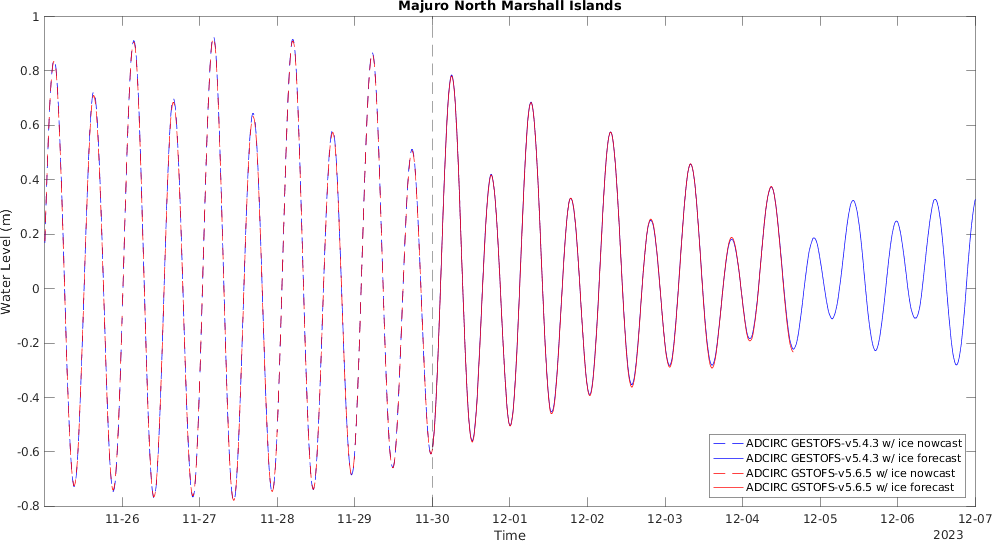 Majuro North Marshall Islands
Water Level (m)
1
0.8
0.6
0.4
0.2
0
-0.2
-0.4
-0.6
-0.8
ADCIRC GESTOFS-v5.4.3 w/ ice nowcast
ADCIRC GESTOFS-v5.4.3 w/ ice forecast
ADCIRC GSTOFS-v5.6.5 w/ ice nowcast
ADCIRC GSTOFS-v5.6.5 w/ ice forecast
11-26 11-27 11-28 11-29 11-30 12-01 12-02 12-03 12-04 12-05 12-06 12-07
Time
2023